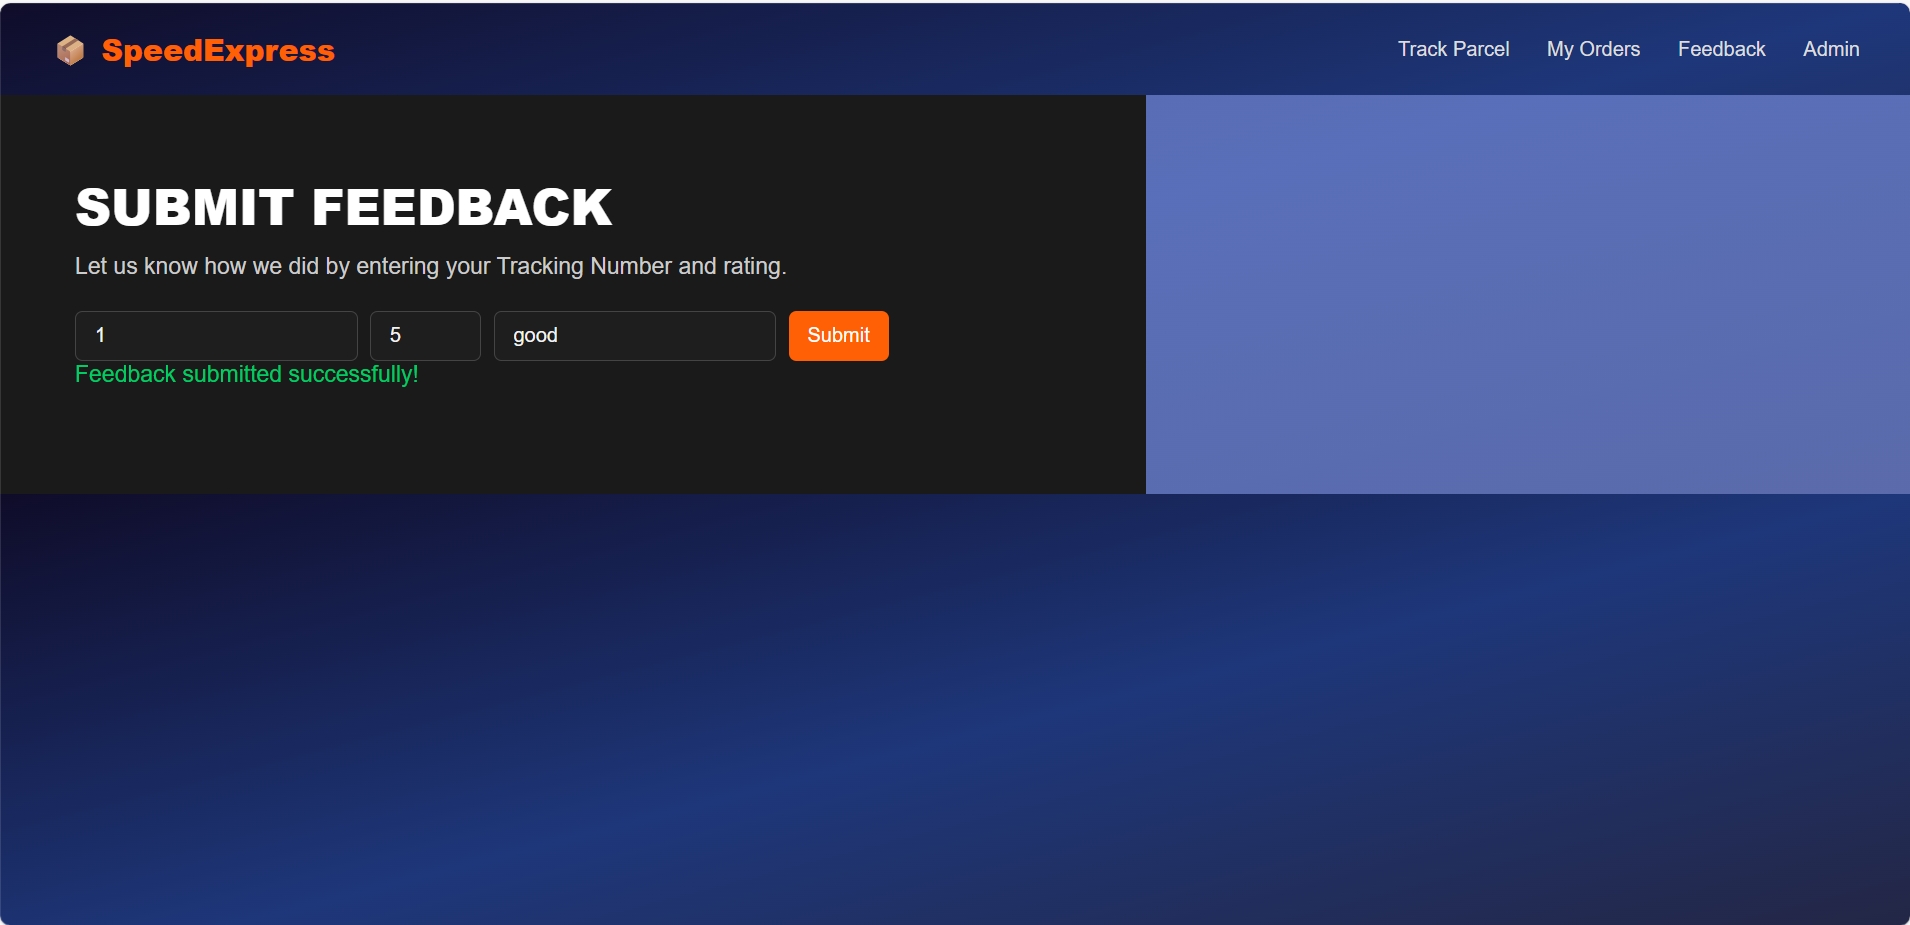 SpeedExpress
Track Parcel My Orders Feedback Admin
SUBMIT FEEDBACK
Let us know how we did by entering your Tracking Number and rating.
1 5 good Submit
Feedback submitted successfully!